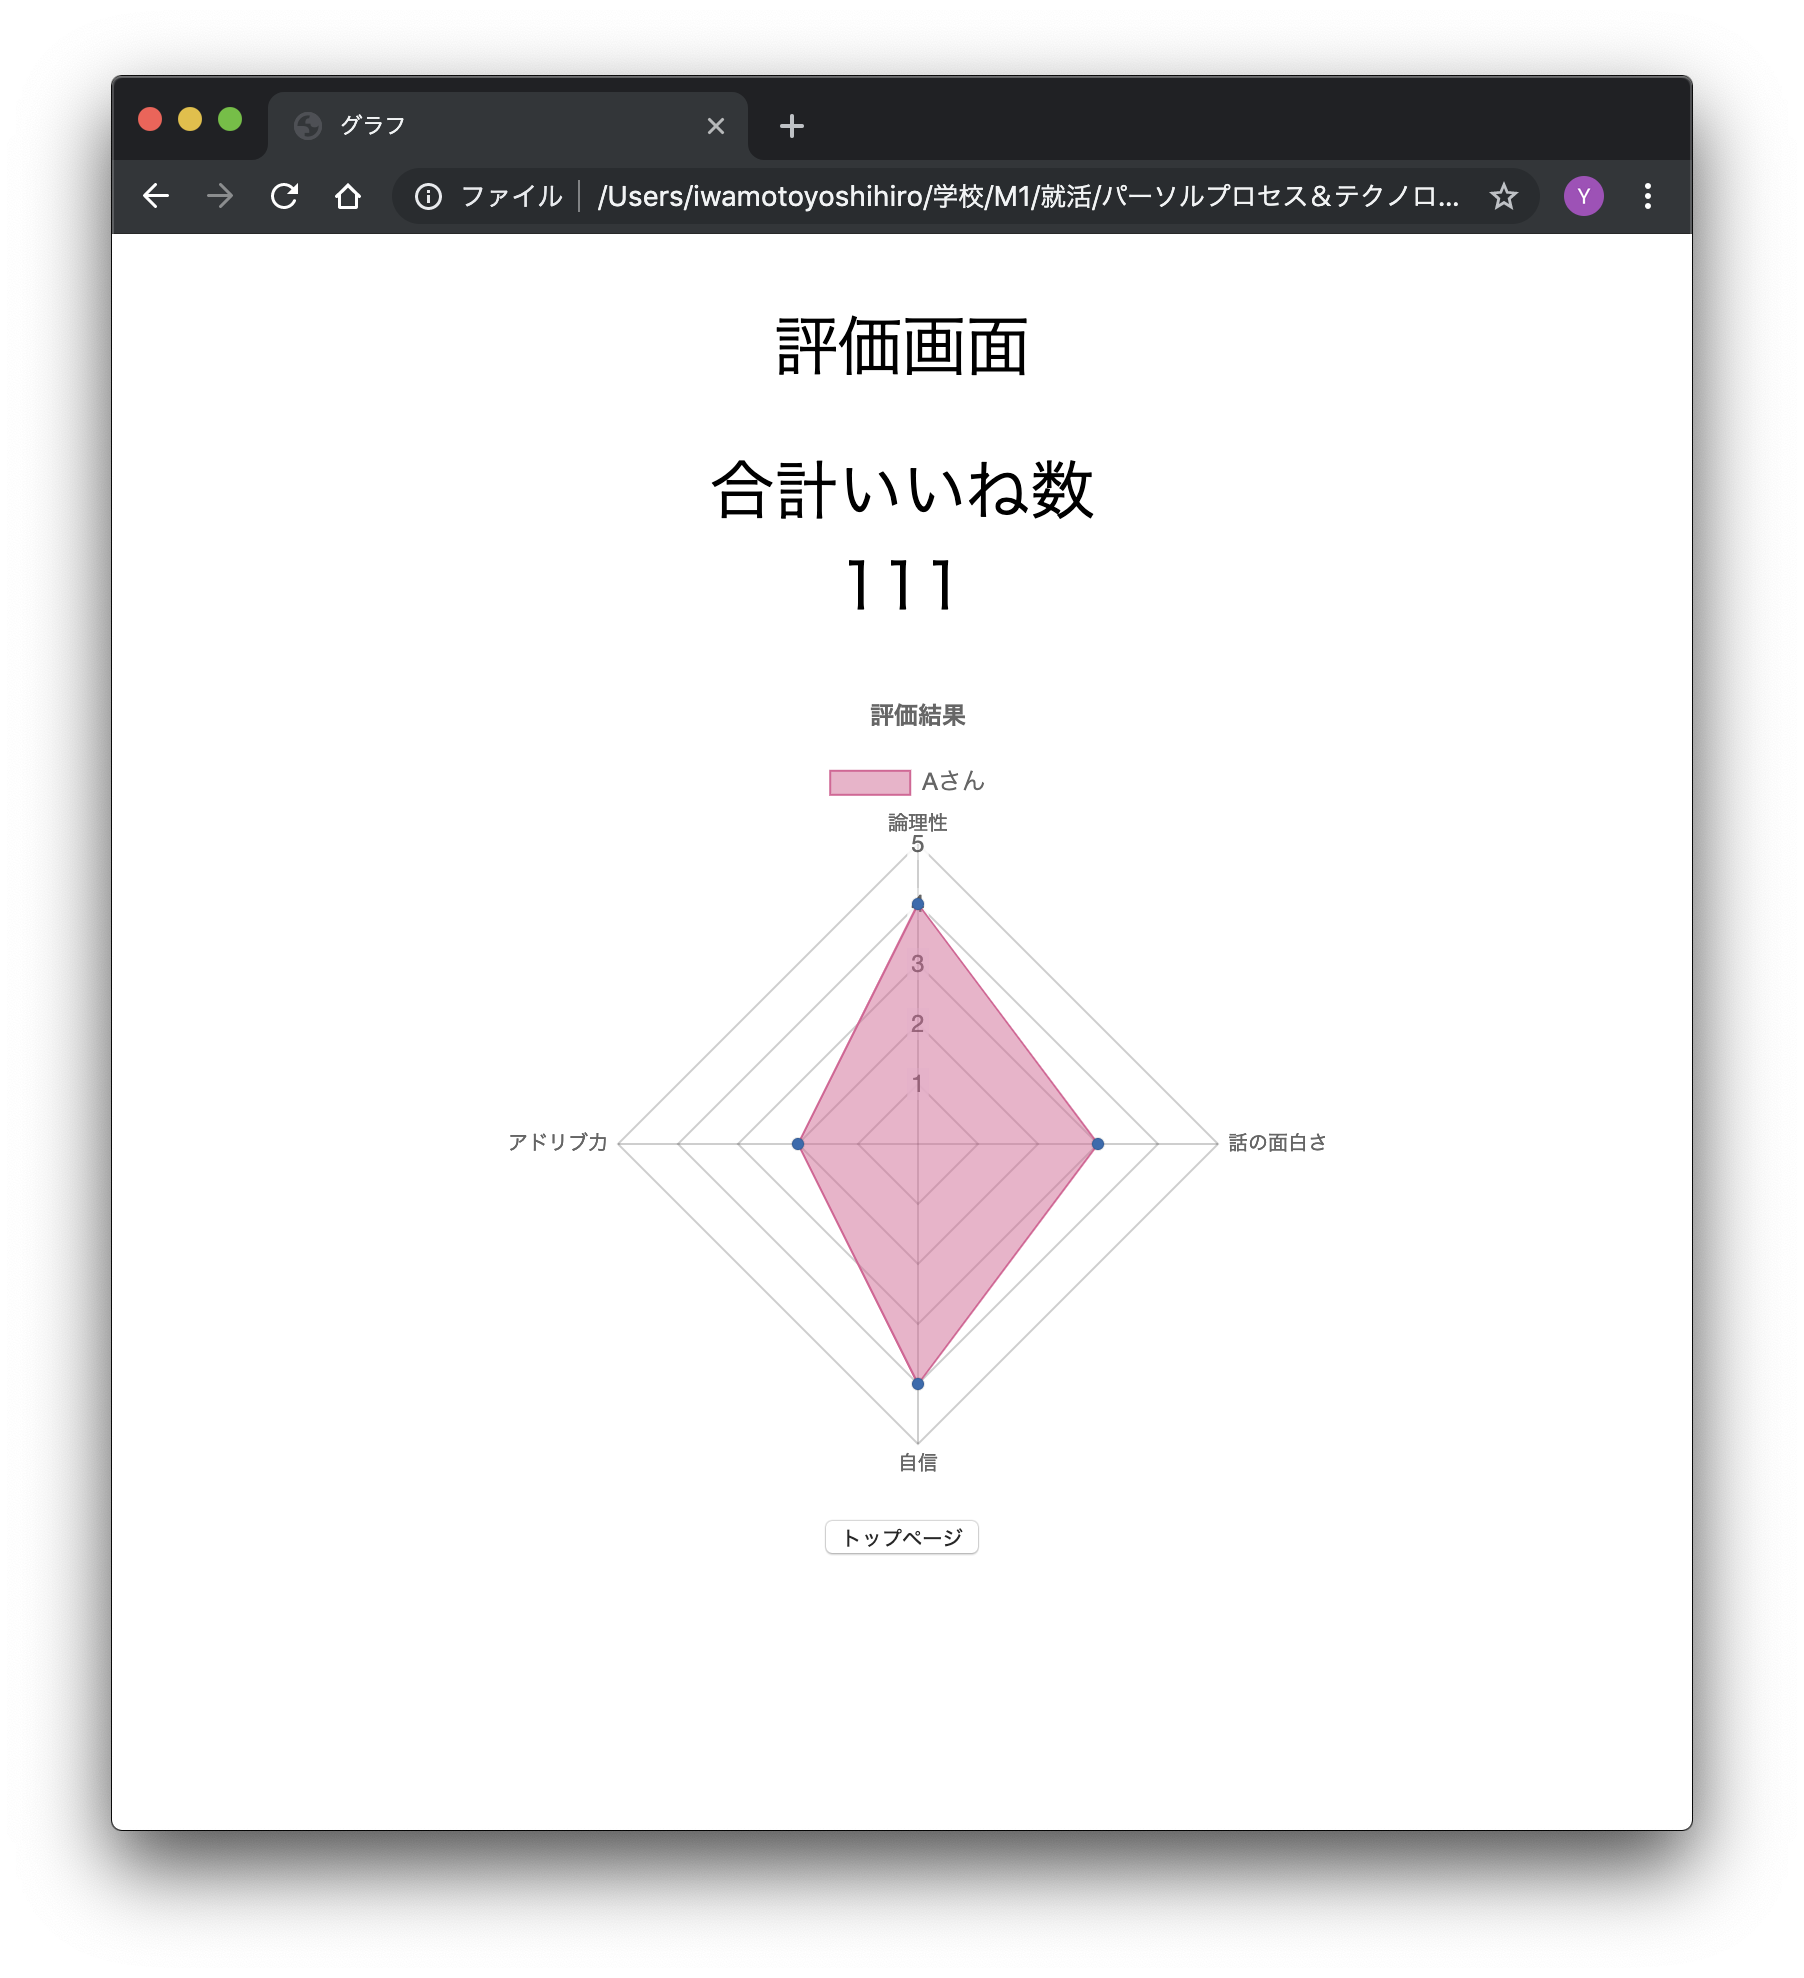 グラフ
ファイル /Users/iwamotoyoshihiro/学校/M1/就活/パーソルプロセス＆テクノロ...
Y
評価画面
合計いいね数
111
評価結果
Aさん
論理性
5
4
3
2
1
アドリブ力
話の面白さ
自信
トップページ